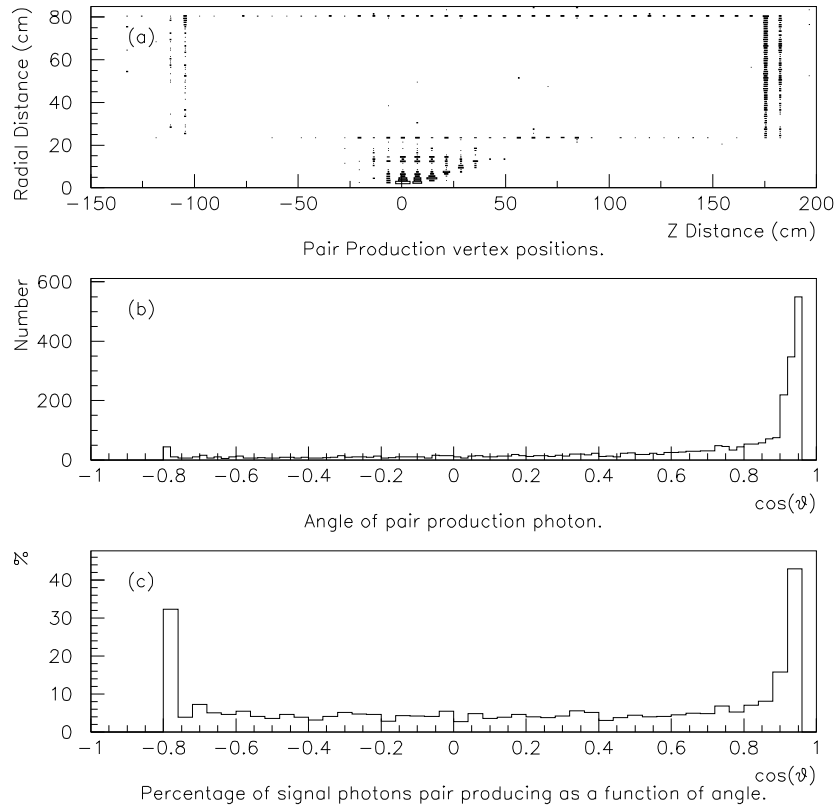 Radial Distance (cm)
80
60
40
20
0
(a)
−150 −100 −50 0 50 100 150 200
Z Distance (cm)
Pair Production vertex positions.
Number
600
400
200
0
(b)
−1 −0.8 −0.6 −0.4 −0.2 0 0.2 0.4 0.6 0.8 1
cos(ϑ)
Angle of pair production photon.
%
40
30
20
10
0
(c)
−1 −0.8 −0.6 −0.4 −0.2 0 0.2 0.4 0.6 0.8 1
cos(ϑ)
Percentage of signal photons pair producing as a function of angle.